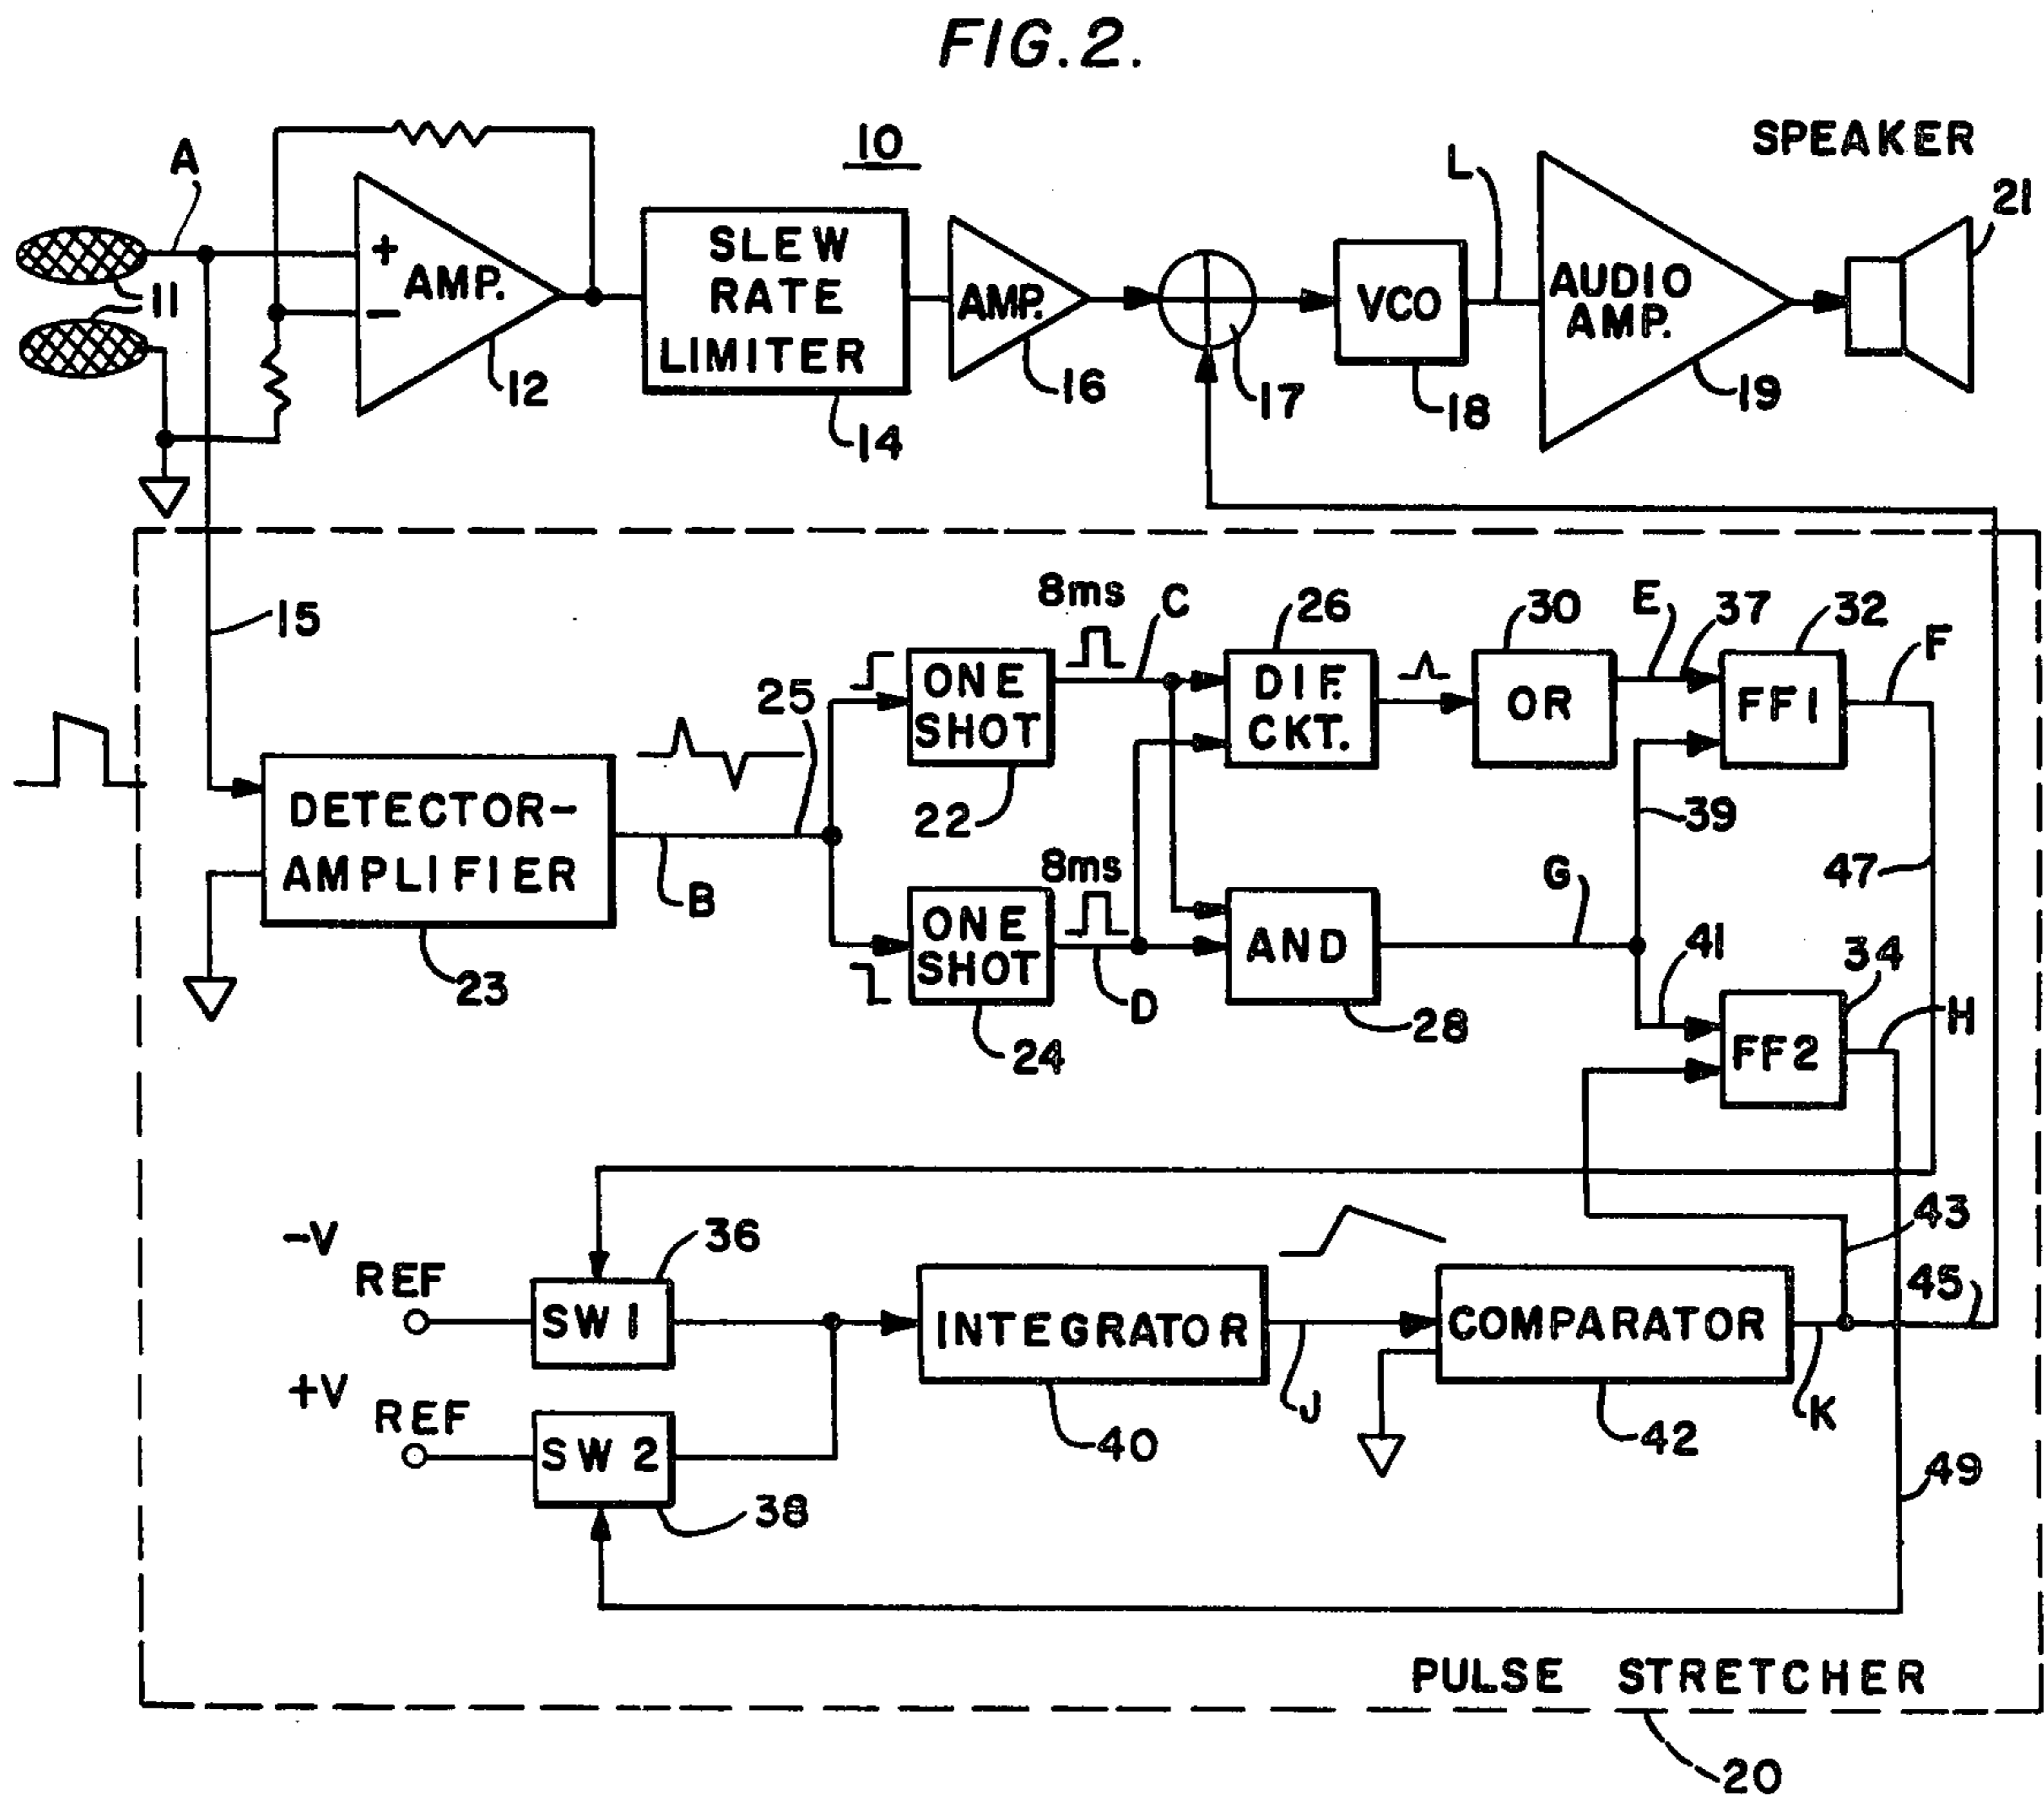 FIG. 2.
A
10
SPEAKER
L
21
11
+
AMP.
−
12
SLEW
RATE
LIMITER
14
AMP.
16
17
VCO
18
AUDIO
AMP.
19
15
8ms
C
26
30
E
37
32
F
25
ONE
SHOT
22
DIF.
CKT.
OR
FF1
39
47
DETECTOR-
AMPLIFIER
23
B
8ms
ONE
SHOT
24
D
AND
28
G
41
34
FF2
H
-V
REF
36
SW 1
INTEGRATOR
40
J
COMPARATOR
42
K
43
45
+V
REF
SW 2
38
49
PULSE STRETCHER
20